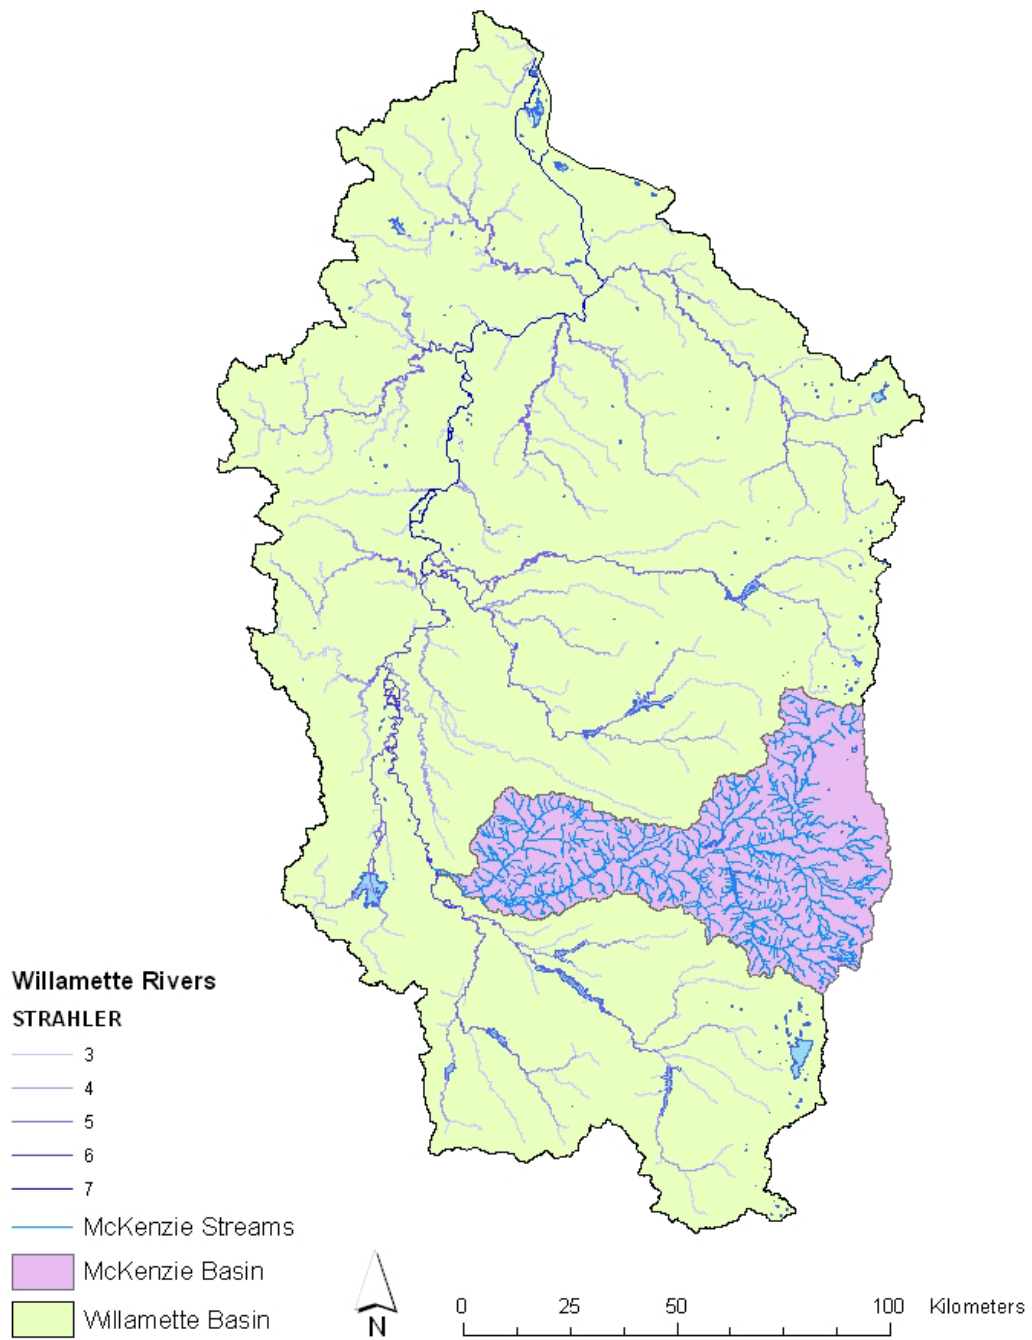 Willamette Rivers
STRAHLER
3
4
5
6
7
McKenzie Streams
McKenzie Basin
Willamette Basin
N
0 25 50 100 Kilometers